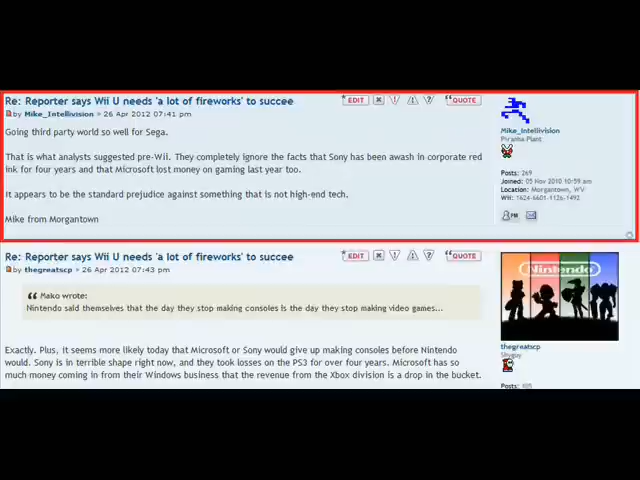 Re: Reporter says Wii U needs 'a lot of fireworks' to succee
EDIT
QUOTE
by Mike_Intellivision » 26 Apr 2012 07:41 pm
Going third party world so well for Sega.
That is what analysts suggested pre-Wii. They completely ignore the facts that Sony has been awash in corporate red
ink for four years and that Microsoft lost money on gaming last year too.
It appears to be the standard prejudice against something that is not high-end tech.
Mike from Morgantown
Mike_Intellivision
Piranha Plant
Posts: 269
Joined: 05 Nov 2010 10:59 am
Location: Morgantown, WV
Wii: 1624-6601-1126-1492
PM
Re: Reporter says Wii U needs 'a lot of fireworks' to succee
EDIT
QUOTE
by thegreatscp » 26 Apr 2012 07:43 pm
Mako wrote:
Nintendo said themselves that the day they stop making consoles is the day they stop making video games...
Exactly. Plus, it seems more likely today that Microsoft or Sony would give up making consoles before Nintendo
would. Sony is in terrible shape right now, and they took losses on the PS3 for over four years. Microsoft has so
much money coming in from their Windows business that the revenue from the Xbox division is a drop in the bucket.
Nintendo
thegreatscp
Shyguy
Posts: